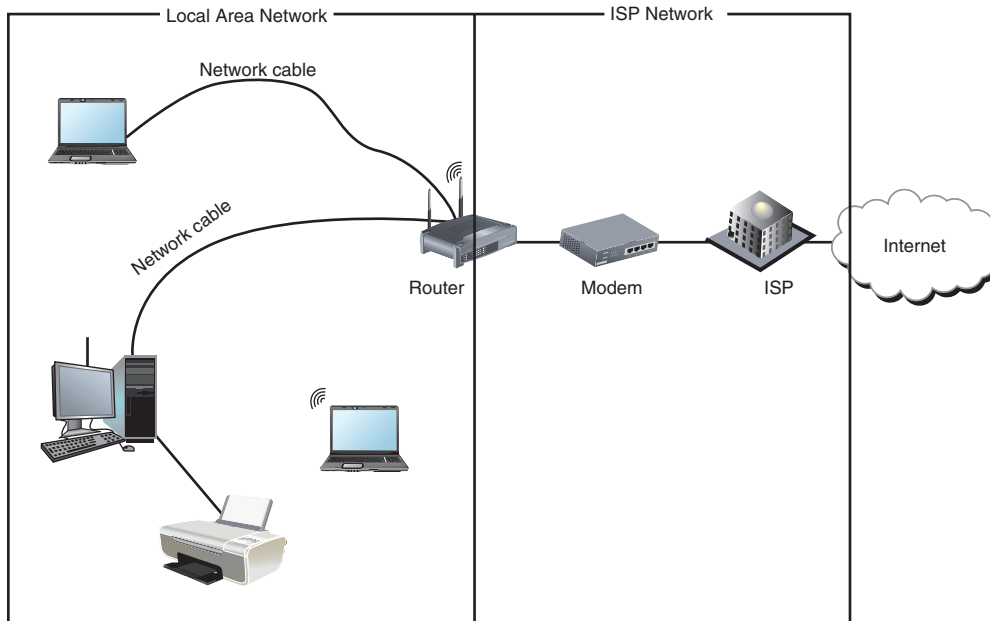 Local Area Network
ISP Network
Network cable
Network cable
Internet
Router
Modem
ISP